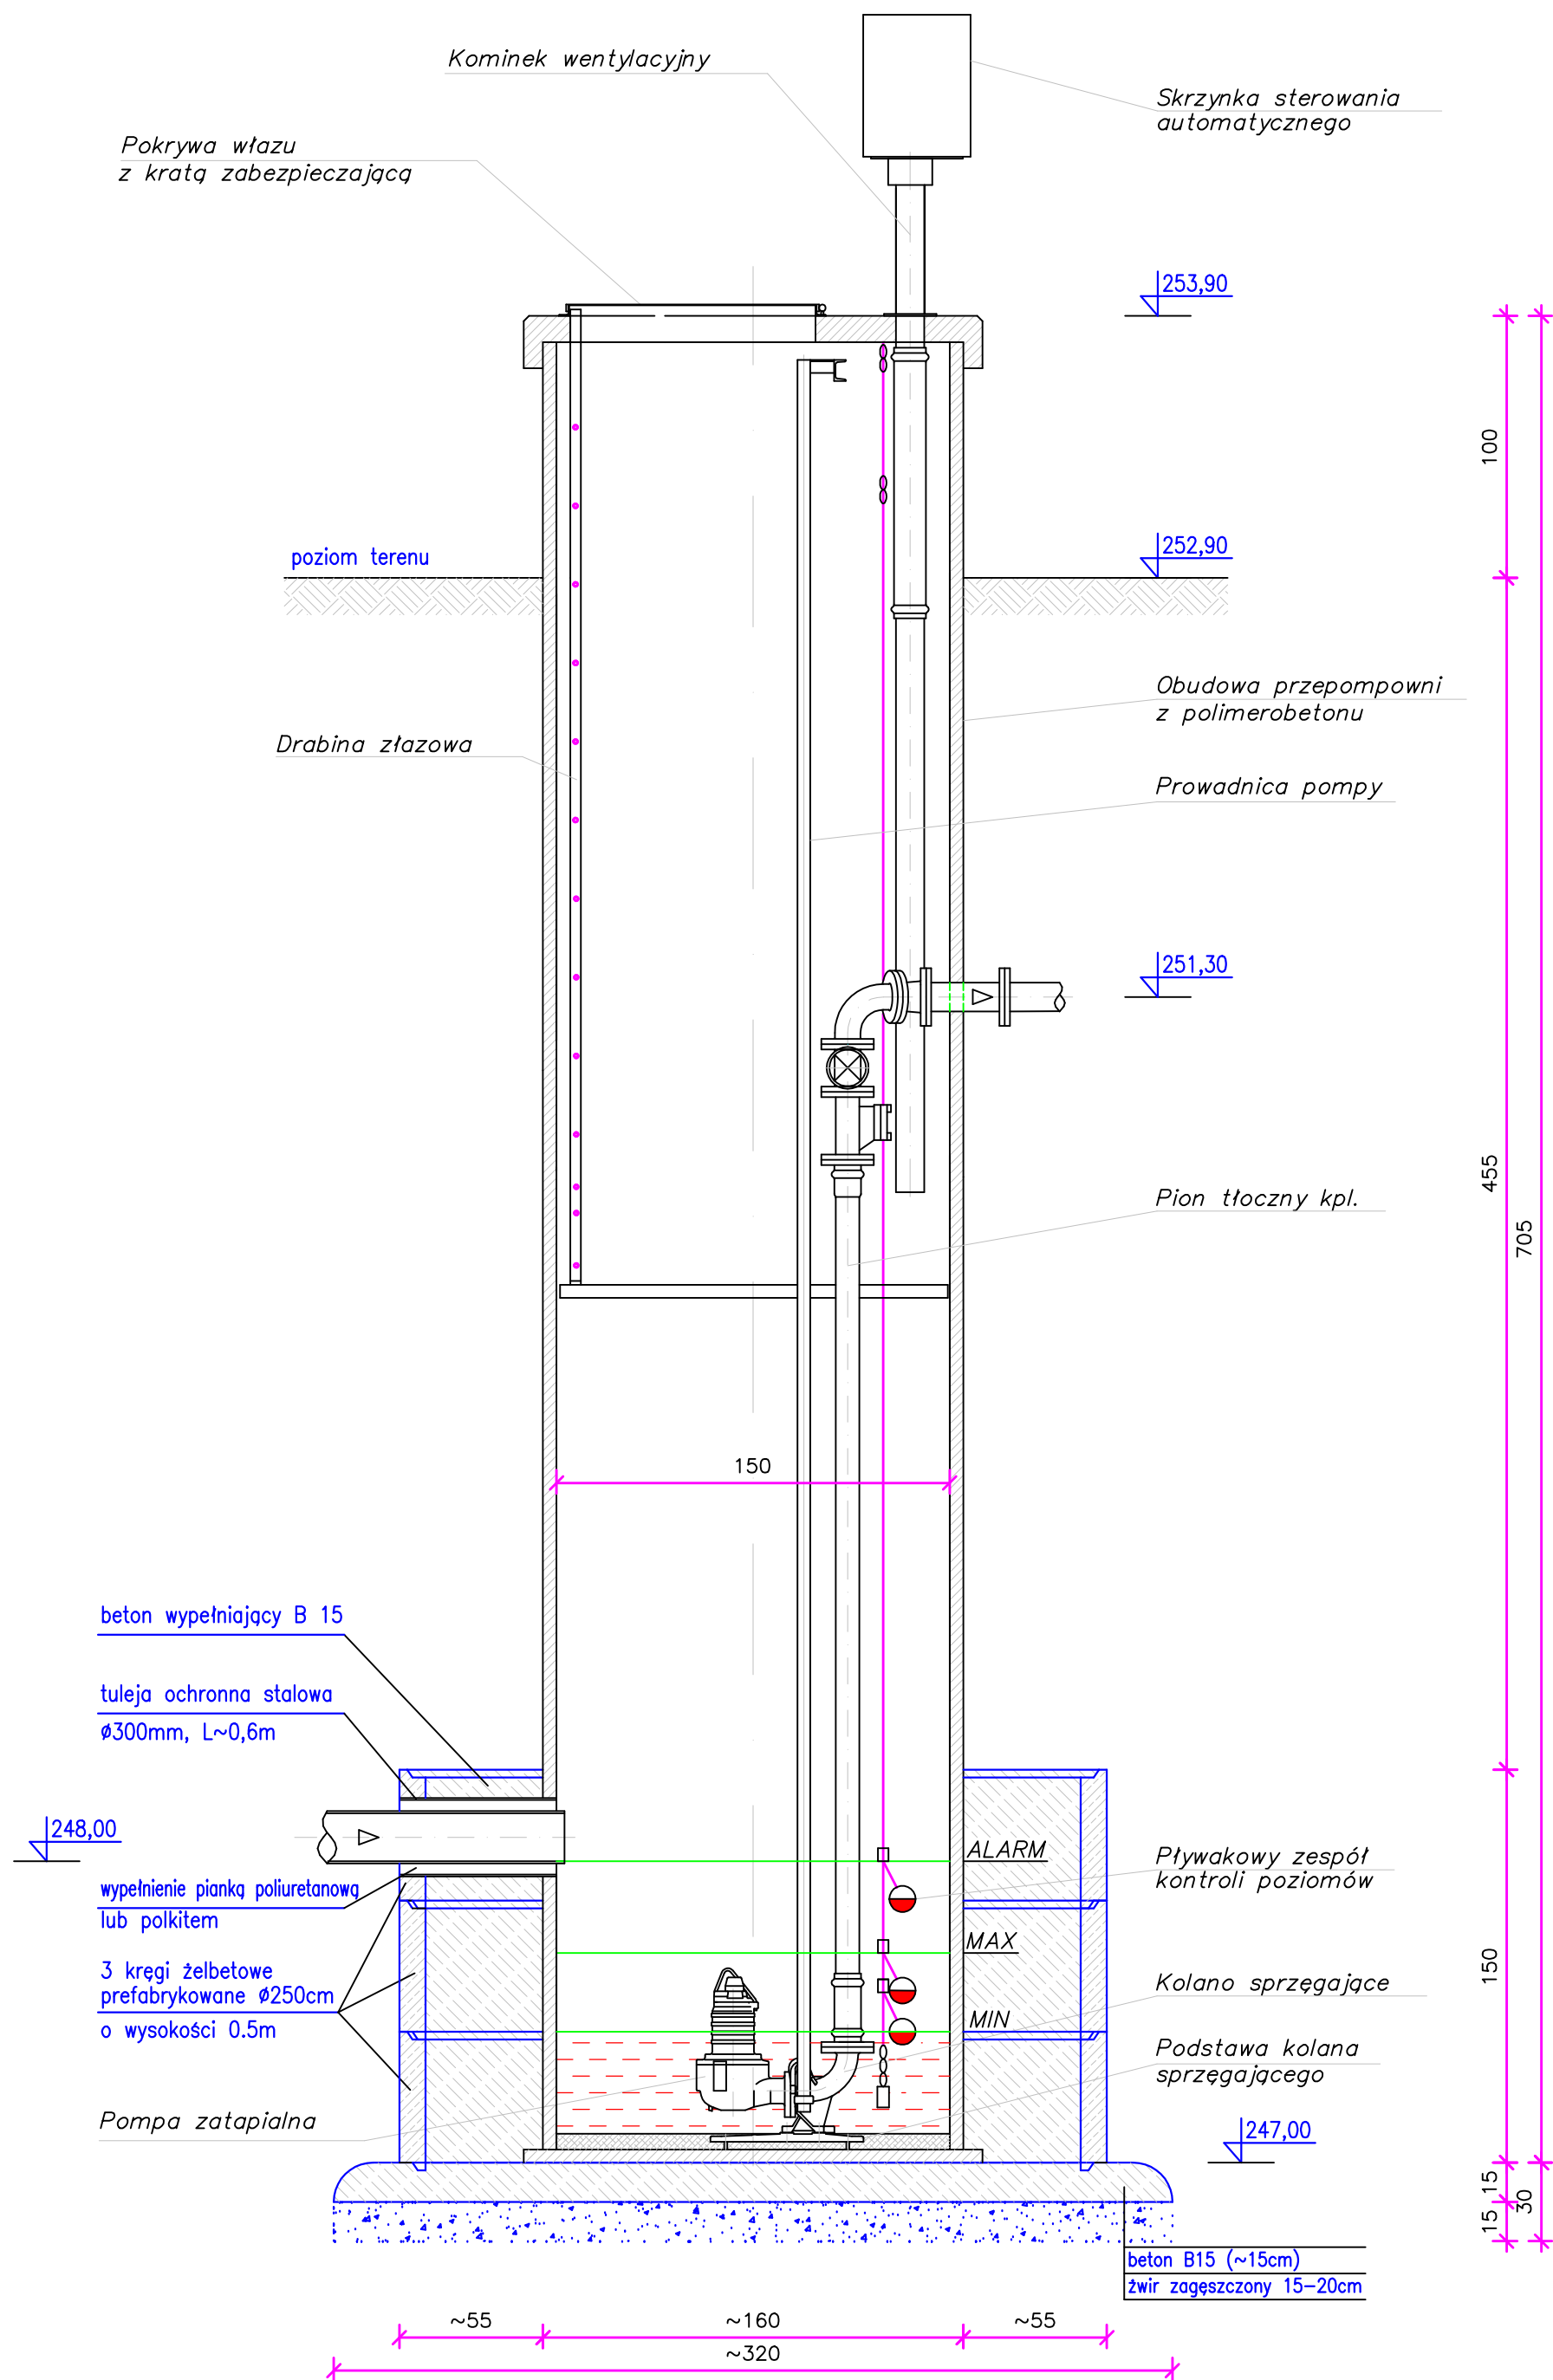 Kominek wentylacyjny
Skrzynka sterowania
automatycznego
Pokrywa włazu
z kratą zabezpieczającą
253,90
100
poziom terenu
252,90
Obudowa przepompowni
z polimerobetonu
Drabina złazowa
Prowadnica pompy
251,30
455
Pion tłoczny kpl.
705
150
beton wypełniający B 15
tuleja ochronna stalowa
ø300mm, L~0,6m
248,00
ALARM
Pływakowy zespół
kontroli poziomów
wypełnienie pianką poliuretanową
lub polkitem
MAX
150
3 kręgi żelbetowe
prefabrykowane ø250cm
o wysokości 0.5m
Kolano sprzęgające
MIN
Podstawa kolana
sprzęgającego
Pompa zatapialna
247,00
15
15
30
beton B15 (~15cm)
żwir zagęszczony 15-20cm
~55
~160
~55
~320